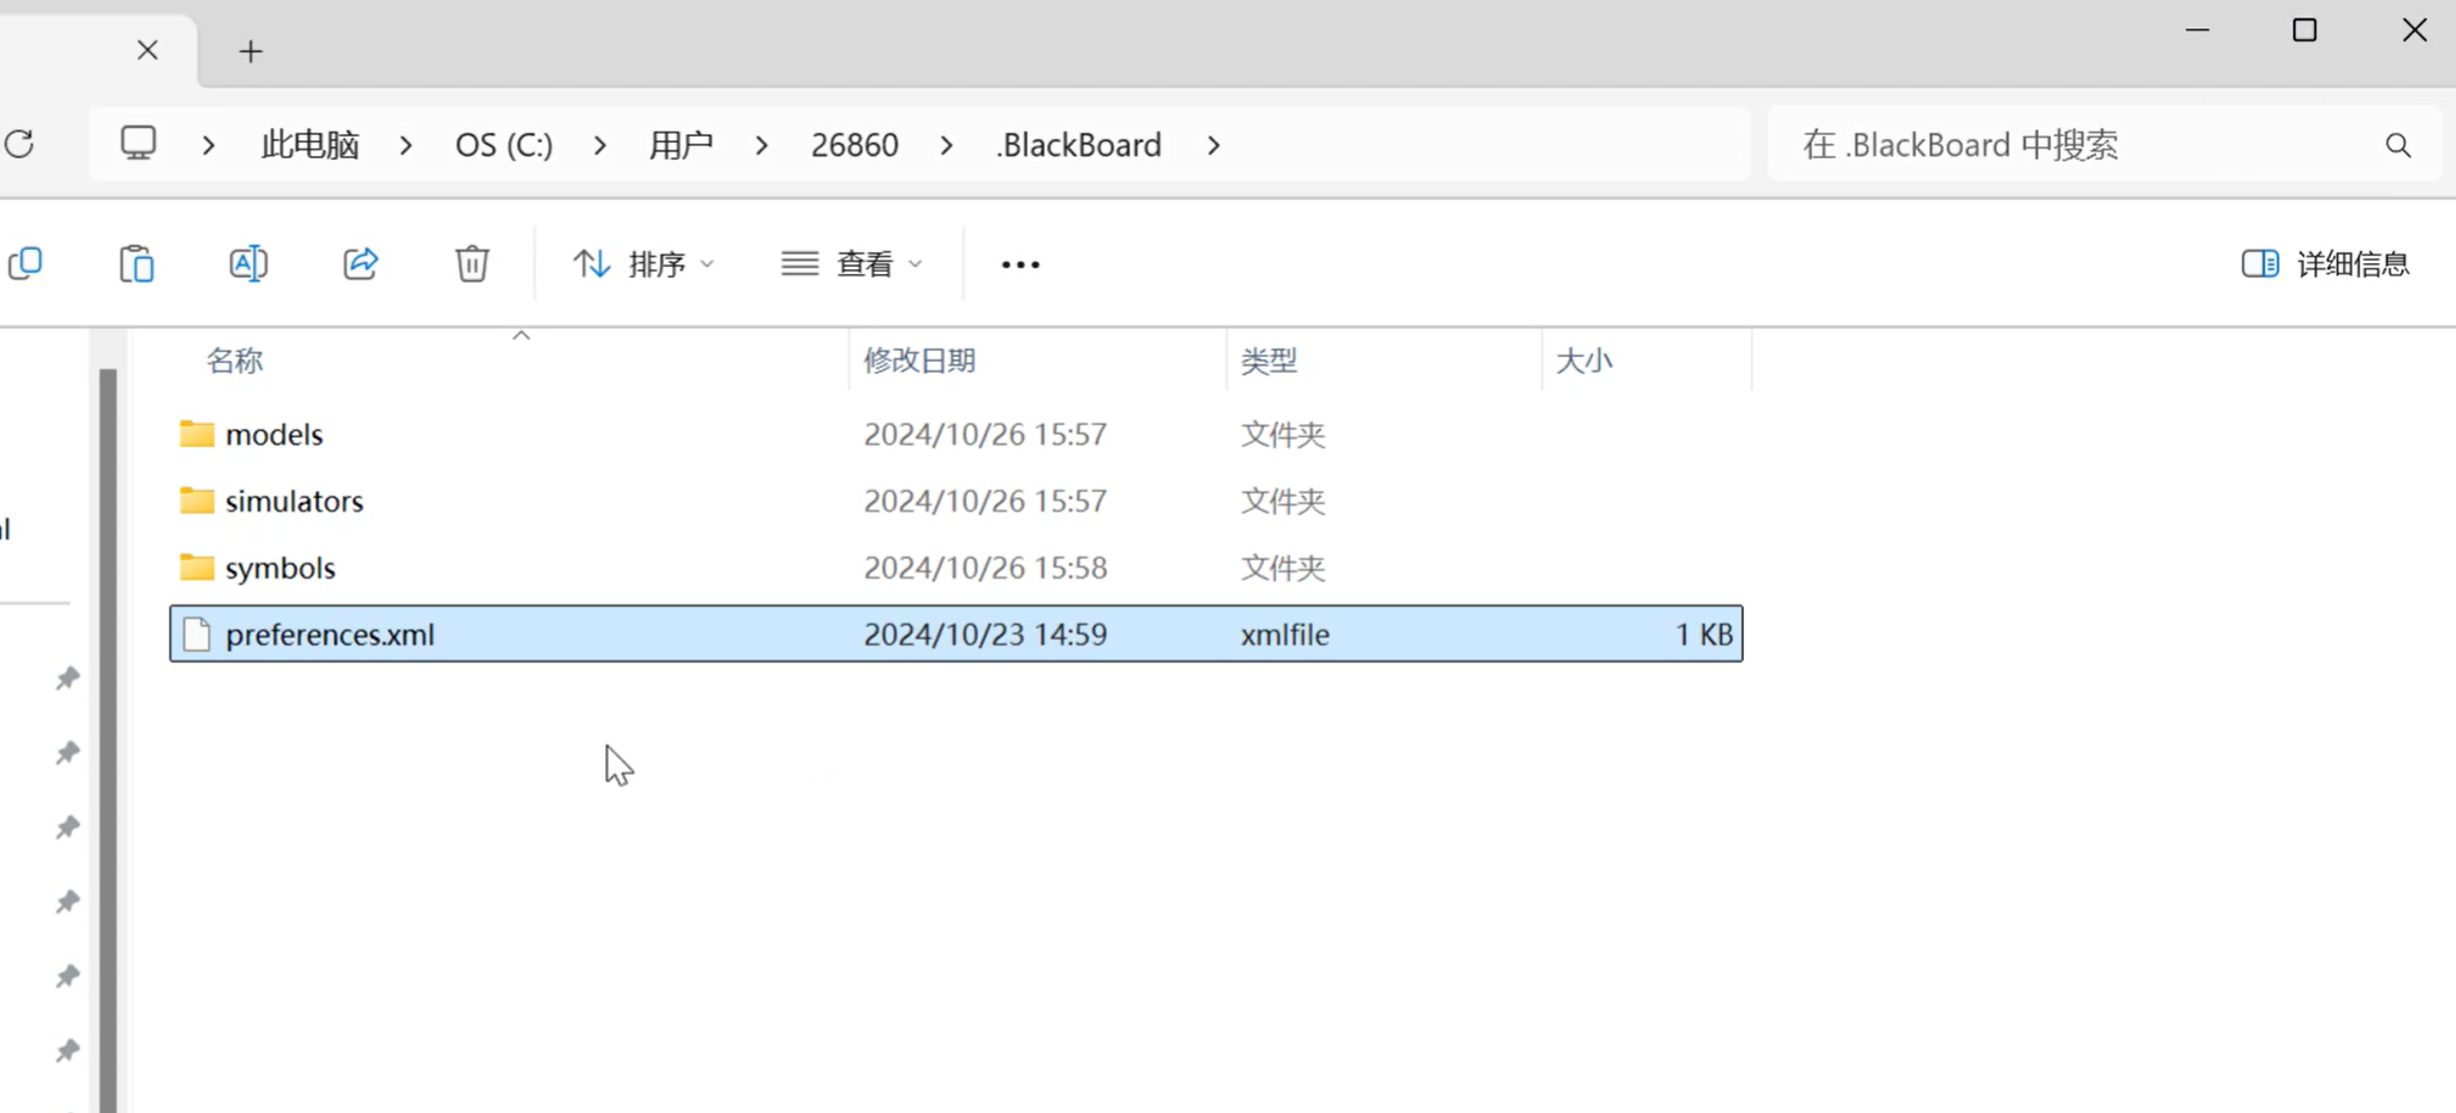 此电脑 OS (C:) 用户 26860 .BlackBoard 在 .BlackBoard 中搜索
排序 查看 详细信息
名称 修改日期 类型 大小
models 2024/10/26 15:57 文件夹
simulators 2024/10/26 15:57 文件夹
symbols 2024/10/26 15:58 文件夹
preferences.xml 2024/10/23 14:59 xmlfile 1 KB